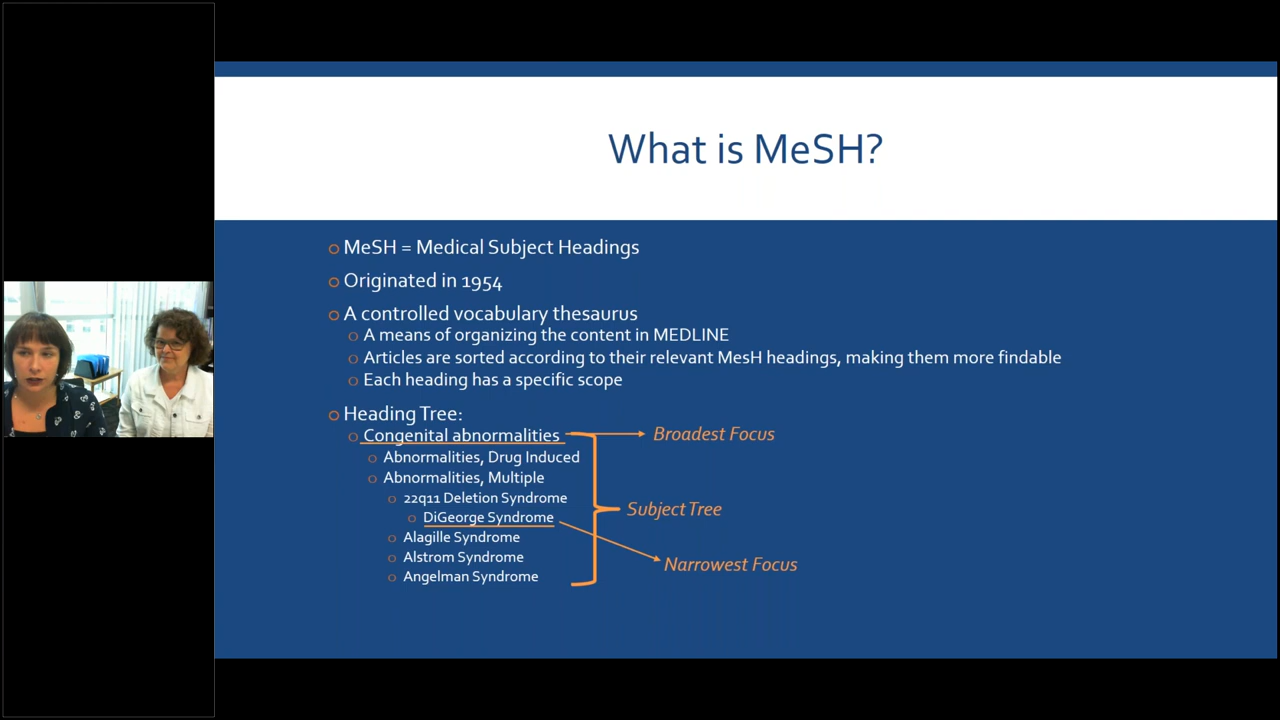 What is MeSH?
MeSH = Medical Subject Headings
Originated in 1954
A controlled vocabulary thesaurus
A means of organizing the content in MEDLINE
Articles are sorted according to their relevant MesH headings, making them more findable
Each heading has a specific scope
Heading Tree:
Congenital abnormalities
Broadest Focus
Abnormalities, Drug Induced
Abnormalities, Multiple
22q11 Deletion Syndrome
Subject Tree
DiGeorge Syndrome
Alagille Syndrome
Alstrom Syndrome
Narrowest Focus
Angelman Syndrome